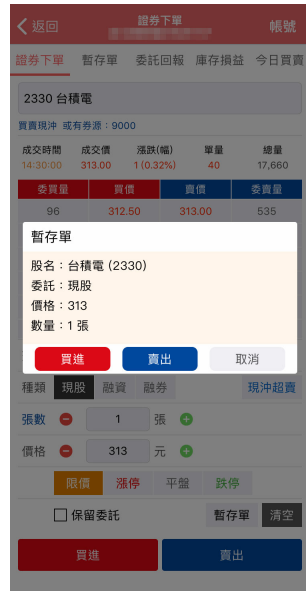 返回
證券下單
帳號
證券下單 暫存單 委託回報 庫存損益 今日買賣
2330 台積電
買賣現沖 或有券源：9000
成交時間 成交價 漲跌(幅) 單量 總量
14:30:00 313.00 1 (0.32%) 40 17,660
委買量 買價 賣價 委賣量
96 312.50 313.00 535
暫存單
股名：台積電 (2330)
委託：現股
價格：313
數量：1 張
買進 賣出 取消
種類 現股 融資 融券 現沖超賣
張數 1 張
價格 313 元
限價 漲停 平盤 跌停
保留委託 暫存單 清空
買進 賣出